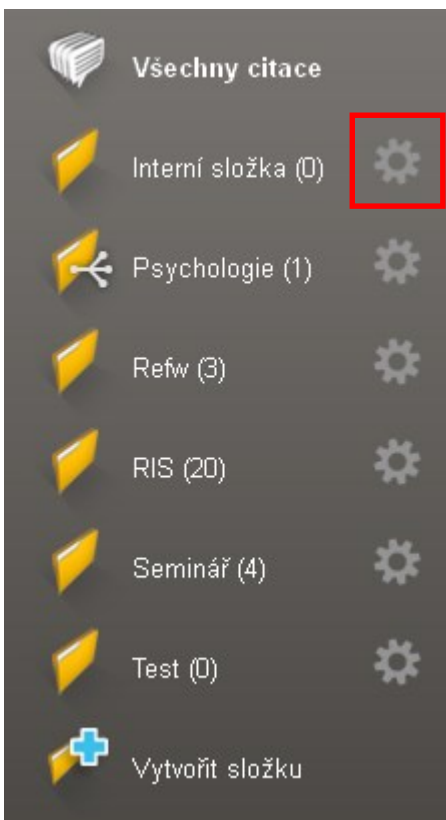 Všechny citace
Interní složka (0)
Psychologie (1)
Refw (3)
RIS (20)
Seminář (4)
Test (0)
Vytvořit složku